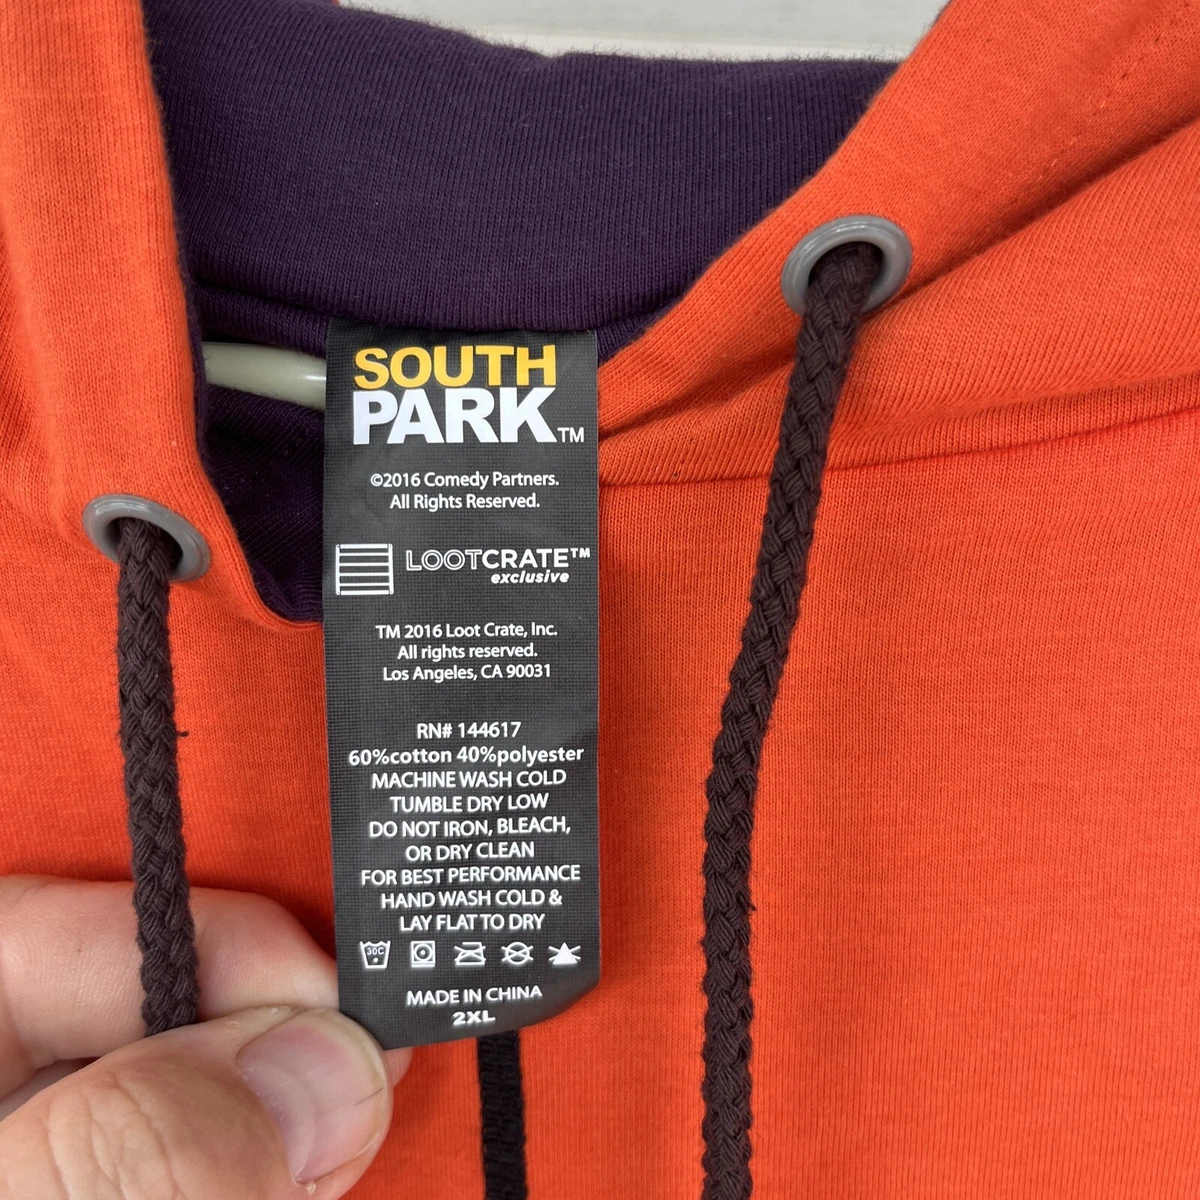 SOUTH
PARK™
©2016 Comedy Partners.
All Rights Reserved.
LOOTCRATE™
exclusive
TM 2016 Loot Crate, Inc.
All rights reserved.
Los Angeles, CA 90031
RN# 144617
60%cotton 40%polyester
MACHINE WASH COLD
TUMBLE DRY LOW
DO NOT IRON, BLEACH,
OR DRY CLEAN
FOR BEST PERFORMANCE
HAND WASH COLD &
LAY FLAT TO DRY
30C
MADE IN CHINA
2XL